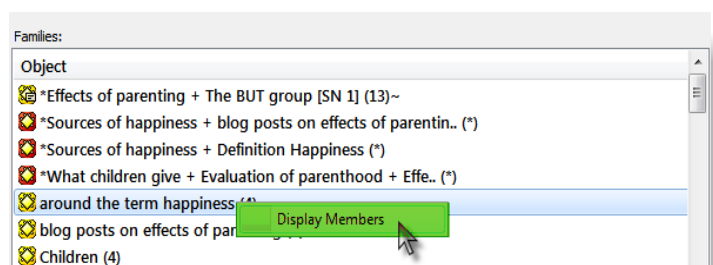 Families:
Object
*Effects of parenting + The BUT group [SN 1] (13)~
*Sources of happiness + blog posts on effects of parentin.. (*)
*Sources of happiness + Definition Happiness (*)
*What children give + Evaluation of parenthood + Effe.. (*)
around the term happiness (4)
Display Members
blog posts on effects of par
Children (4)